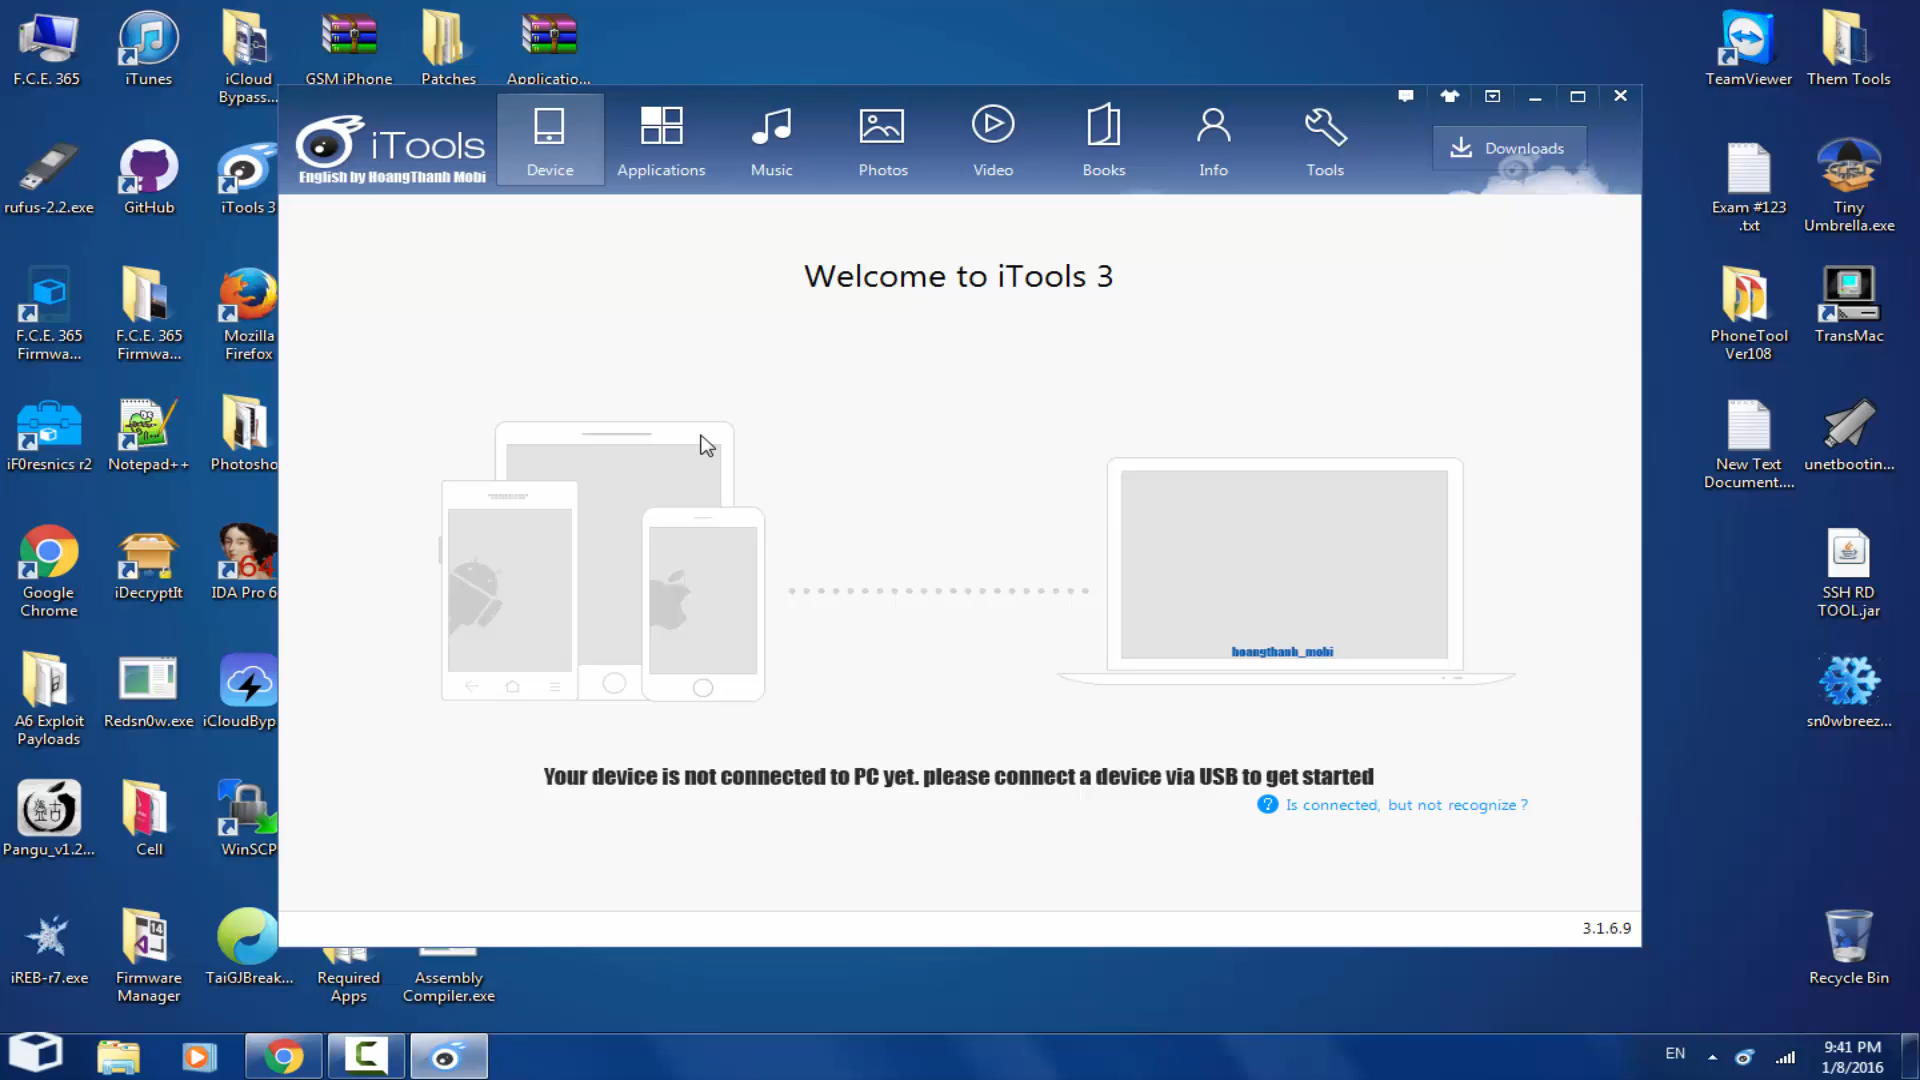 F.C.E. 365
iTunes
iCloud
Bypass...
GSM iPhone
Patches
Applicatio...
TeamViewer
Them Tools
iTools
English by HoangThanh Mobi
Device
Applications
Music
Photos
Video
Books
Info
Tools
Downloads
rufus-2.2.exe
GitHub
iTools 3
Exam #123
.txt
Tiny
Umbrella.exe
Welcome to iTools 3
F.C.E. 365
Firmwa...
F.C.E. 365
Firmwa...
Mozilla
Firefox
PhoneTool
Ver108
TransMac
iF0resnics r2
Notepad++
Photosho
New Text
Document....
unetbootin...
Google
Chrome
iDecryptIt
64
IDA Pro 6
SSH RD
TOOL.jar
hoangthanh_mobi
A6 Exploit
Payloads
Redsn0w.exe
iCloudByp
sn0wbreez...
Your device is not connected to PC yet. please connect a device via USB to get started
? Is connected, but not recognize ?
Pangu_v1.2...
Cell
WinSCP
3.1.6.9
iREB-r7.exe
14
Firmware
Manager
TaiGJBreak...
Required
Apps
Assembly
Compiler.exe
Recycle Bin
EN
9:41 PM
1/8/2016